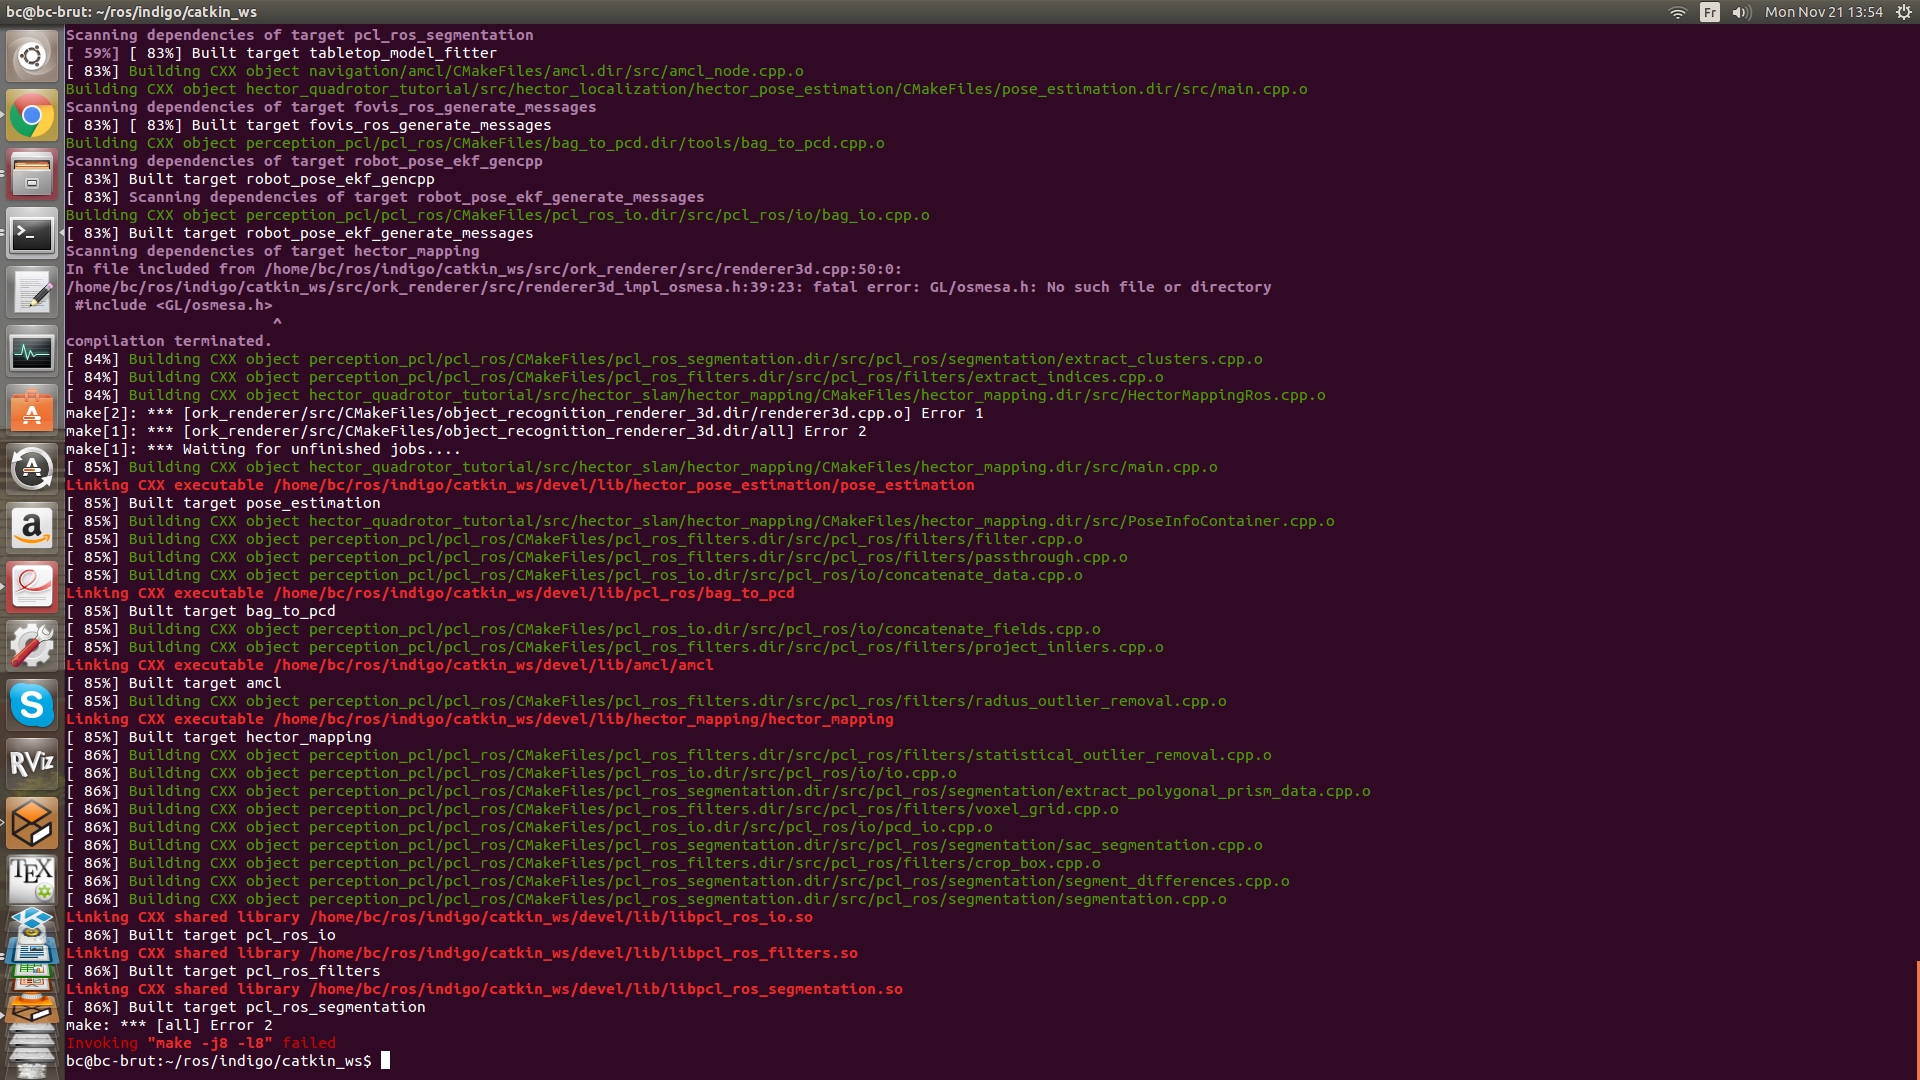 bc@bc-brut: ~/ros/indigo/catkin_ws
Fr
Mon Nov 21 13:54
Scanning dependencies of target pcl_ros_segmentation
[ 59%] [ 83%] Built target tabletop_model_fitter
[ 83%] Building CXX object navigation/amcl/CMakeFiles/amcl.dir/src/amcl_node.cpp.o
Building CXX object hector_quadrotor_tutorial/src/hector_localization/hector_pose_estimation/CMakeFiles/pose_estimation.dir/src/main.cpp.o
Scanning dependencies of target fovis_ros_generate_messages
[ 83%] [ 83%] Built target fovis_ros_generate_messages
Building CXX object perception_pcl/pcl_ros/CMakeFiles/bag_to_pcd.dir/tools/bag_to_pcd.cpp.o
Scanning dependencies of target robot_pose_ekf_gencpp
[ 83%] Built target robot_pose_ekf_gencpp
[ 83%] Scanning dependencies of target robot_pose_ekf_generate_messages
Building CXX object perception_pcl/pcl_ros/CMakeFiles/pcl_ros_io.dir/src/pcl_ros/io/bag_io.cpp.o
[ 83%] Built target robot_pose_ekf_generate_messages
Scanning dependencies of target hector_mapping
In file included from /home/bc/ros/indigo/catkin_ws/src/ork_renderer/src/renderer3d.cpp:50:0:
/home/bc/ros/indigo/catkin_ws/src/ork_renderer/src/renderer3d_impl_osmesa.h:39:23: fatal error: GL/osmesa.h: No such file or directory
#include <GL/osmesa.h>
^
compilation terminated.
[ 84%] Building CXX object perception_pcl/pcl_ros/CMakeFiles/pcl_ros_segmentation.dir/src/pcl_ros/segmentation/extract_clusters.cpp.o
[ 84%] Building CXX object perception_pcl/pcl_ros/CMakeFiles/pcl_ros_filters.dir/src/pcl_ros/filters/extract_indices.cpp.o
[ 84%] Building CXX object hector_quadrotor_tutorial/src/hector_slam/hector_mapping/CMakeFiles/hector_mapping.dir/src/HectorMappingRos.cpp.o
make[2]: *** [ork_renderer/src/CMakeFiles/object_recognition_renderer_3d.dir/renderer3d.cpp.o] Error 1
make[1]: *** [ork_renderer/src/CMakeFiles/object_recognition_renderer_3d.dir/all] Error 2
make[1]: *** Waiting for unfinished jobs....
[ 85%] Building CXX object hector_quadrotor_tutorial/src/hector_slam/hector_mapping/CMakeFiles/hector_mapping.dir/src/main.cpp.o
Linking CXX executable /home/bc/ros/indigo/catkin_ws/devel/lib/hector_pose_estimation/pose_estimation
[ 85%] Built target pose_estimation
[ 85%] Building CXX object hector_quadrotor_tutorial/src/hector_slam/hector_mapping/CMakeFiles/hector_mapping.dir/src/PoseInfoContainer.cpp.o
[ 85%] Building CXX object perception_pcl/pcl_ros/CMakeFiles/pcl_ros_filters.dir/src/pcl_ros/filters/filter.cpp.o
[ 85%] Building CXX object perception_pcl/pcl_ros/CMakeFiles/pcl_ros_filters.dir/src/pcl_ros/filters/passthrough.cpp.o
[ 85%] Building CXX object perception_pcl/pcl_ros/CMakeFiles/pcl_ros_io.dir/src/pcl_ros/io/concatenate_data.cpp.o
Linking CXX executable /home/bc/ros/indigo/catkin_ws/devel/lib/pcl_ros/bag_to_pcd
[ 85%] Built target bag_to_pcd
[ 85%] Building CXX object perception_pcl/pcl_ros/CMakeFiles/pcl_ros_io.dir/src/pcl_ros/io/concatenate_fields.cpp.o
[ 85%] Building CXX object perception_pcl/pcl_ros/CMakeFiles/pcl_ros_filters.dir/src/pcl_ros/filters/project_inliers.cpp.o
Linking CXX executable /home/bc/ros/indigo/catkin_ws/devel/lib/amcl/amcl
[ 85%] Built target amcl
[ 85%] Building CXX object perception_pcl/pcl_ros/CMakeFiles/pcl_ros_filters.dir/src/pcl_ros/filters/radius_outlier_removal.cpp.o
Linking CXX executable /home/bc/ros/indigo/catkin_ws/devel/lib/hector_mapping/hector_mapping
[ 85%] Built target hector_mapping
[ 86%] Building CXX object perception_pcl/pcl_ros/CMakeFiles/pcl_ros_filters.dir/src/pcl_ros/filters/statistical_outlier_removal.cpp.o
[ 86%] Building CXX object perception_pcl/pcl_ros/CMakeFiles/pcl_ros_io.dir/src/pcl_ros/io/io.cpp.o
[ 86%] Building CXX object perception_pcl/pcl_ros/CMakeFiles/pcl_ros_segmentation.dir/src/pcl_ros/segmentation/extract_polygonal_prism_data.cpp.o
[ 86%] Building CXX object perception_pcl/pcl_ros/CMakeFiles/pcl_ros_filters.dir/src/pcl_ros/filters/voxel_grid.cpp.o
[ 86%] Building CXX object perception_pcl/pcl_ros/CMakeFiles/pcl_ros_io.dir/src/pcl_ros/io/pcd_io.cpp.o
[ 86%] Building CXX object perception_pcl/pcl_ros/CMakeFiles/pcl_ros_segmentation.dir/src/pcl_ros/segmentation/sac_segmentation.cpp.o
[ 86%] Building CXX object perception_pcl/pcl_ros/CMakeFiles/pcl_ros_filters.dir/src/pcl_ros/filters/crop_box.cpp.o
[ 86%] Building CXX object perception_pcl/pcl_ros/CMakeFiles/pcl_ros_segmentation.dir/src/pcl_ros/segmentation/segment_differences.cpp.o
[ 86%] Building CXX object perception_pcl/pcl_ros/CMakeFiles/pcl_ros_segmentation.dir/src/pcl_ros/segmentation/segmentation.cpp.o
Linking CXX shared library /home/bc/ros/indigo/catkin_ws/devel/lib/libpcl_ros_io.so
[ 86%] Built target pcl_ros_io
Linking CXX shared library /home/bc/ros/indigo/catkin_ws/devel/lib/libpcl_ros_filters.so
[ 86%] Built target pcl_ros_filters
Linking CXX shared library /home/bc/ros/indigo/catkin_ws/devel/lib/libpcl_ros_segmentation.so
[ 86%] Built target pcl_ros_segmentation
make: *** [all] Error 2
Invoking "make -j8 -l8" failed
bc@bc-brut:~/ros/indigo/catkin_ws$
a
S
RViz
TEX